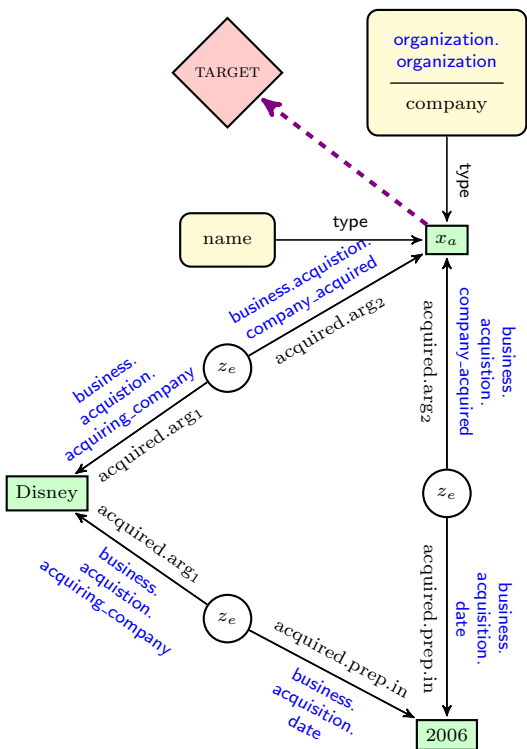 organization.
organization
company
TARGET
type
name
type
x_a
business.acquistion.
company_acquired
acquired.arg2
z_e
business.
acquistion.
acquiring_company
acquired.arg1
business.
acquistion.
company_acquired
acquired.arg2
Disney
z_e
acquired.arg1
business.
acquistion.
acquiring_company
z_e
acquired.prep.in
business.
acquisition.
date
acquired.prep.in
business.
acquisition.
date
2006